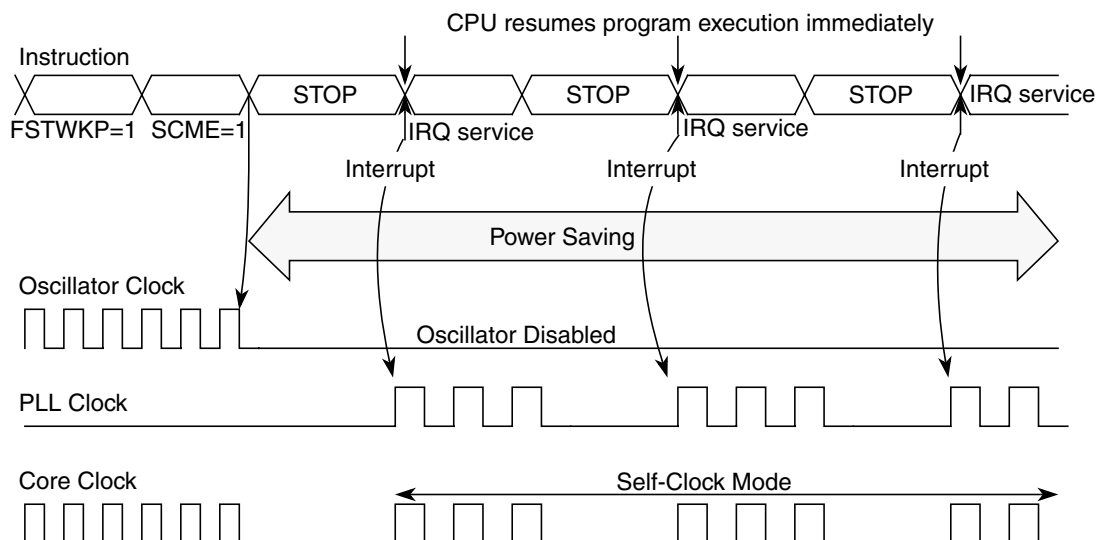 CPU resumes program execution immediately
Instruction
STOP
STOP
STOP
IRQ service
FSTWKP=1
SCME=1
IRQ service
IRQ service
Interrupt
Interrupt
Interrupt
Power Saving
Oscillator Clock
Oscillator Disabled
PLL Clock
Core Clock
Self-Clock Mode